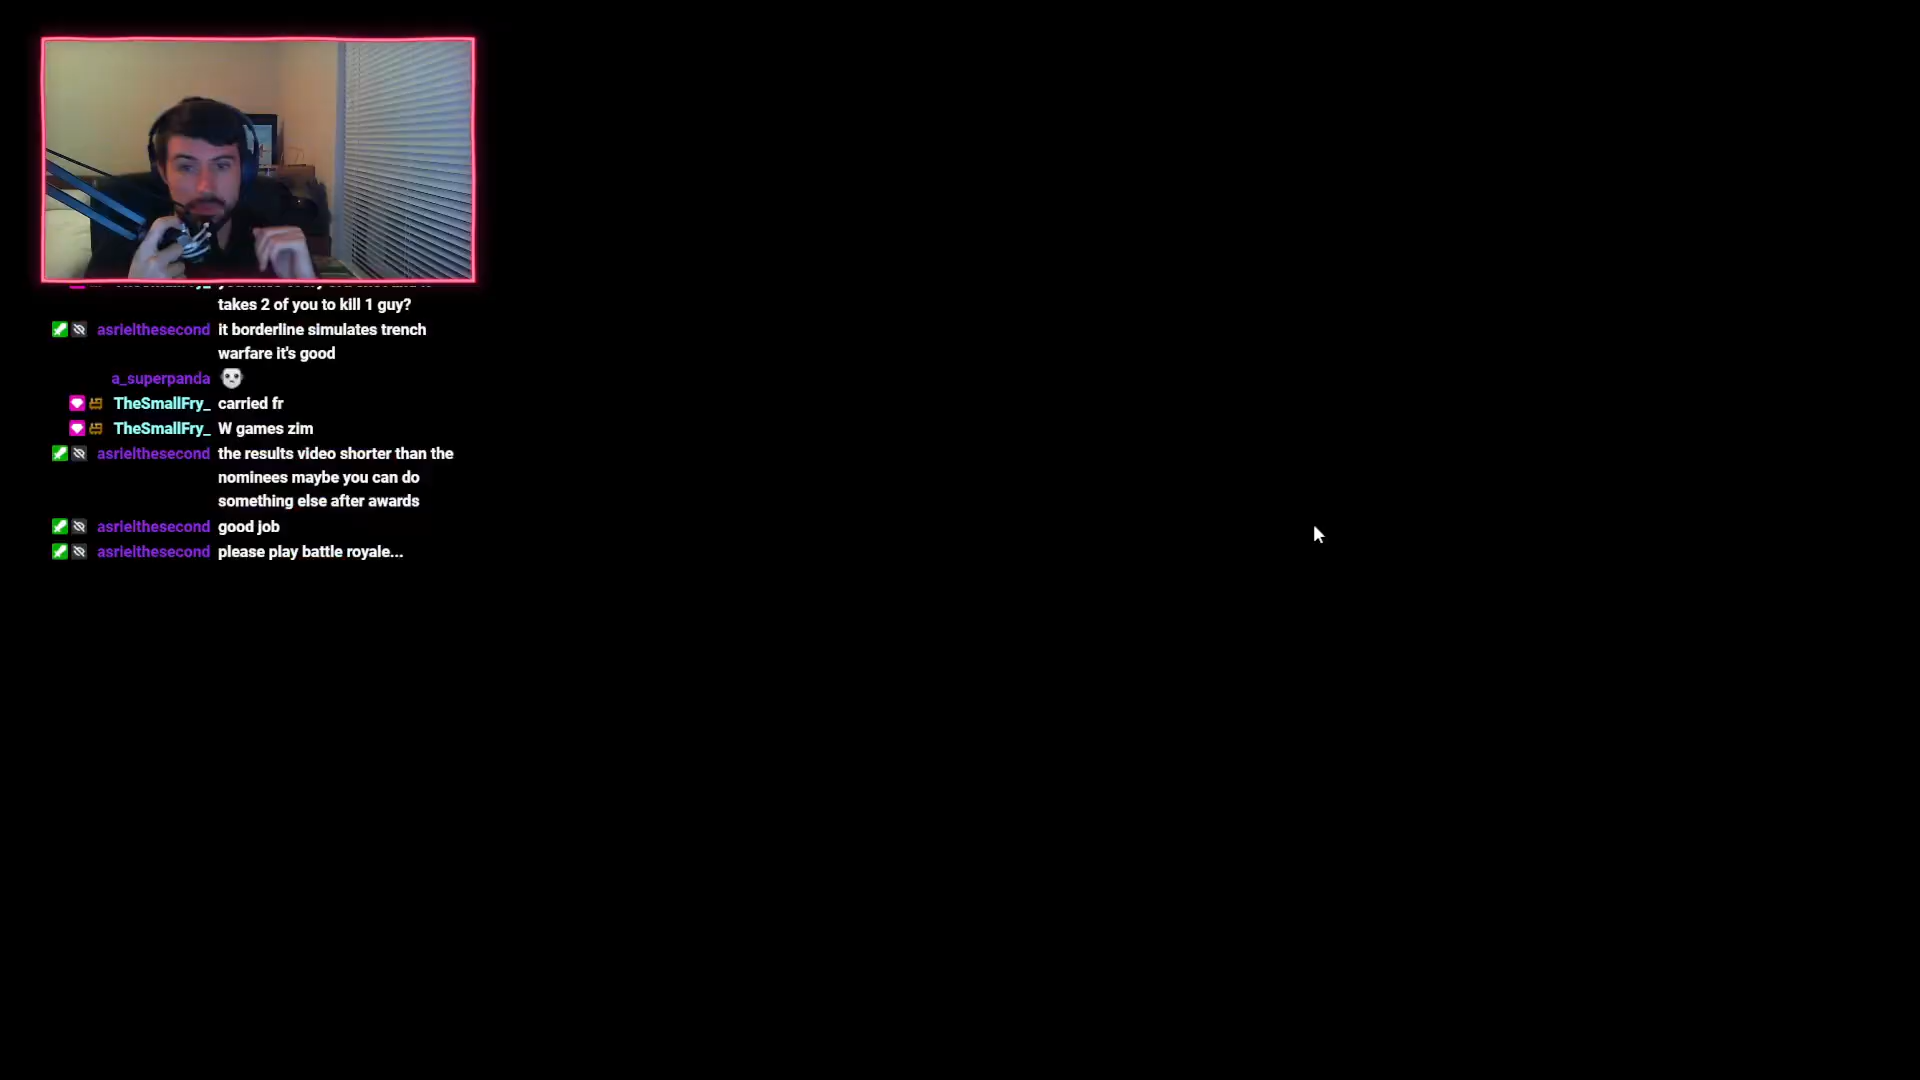 takes 2 of you to kill 1 guy?
asrielthesecond it borderline simulates trench
warfare it's good
a_superpanda
TheSmallFry_ carried fr
TheSmallFry_ W games zim
asrielthesecond the results video shorter than the
nominees maybe you can do
something else after awards
asrielthesecond good job
asrielthesecond please play battle royale...